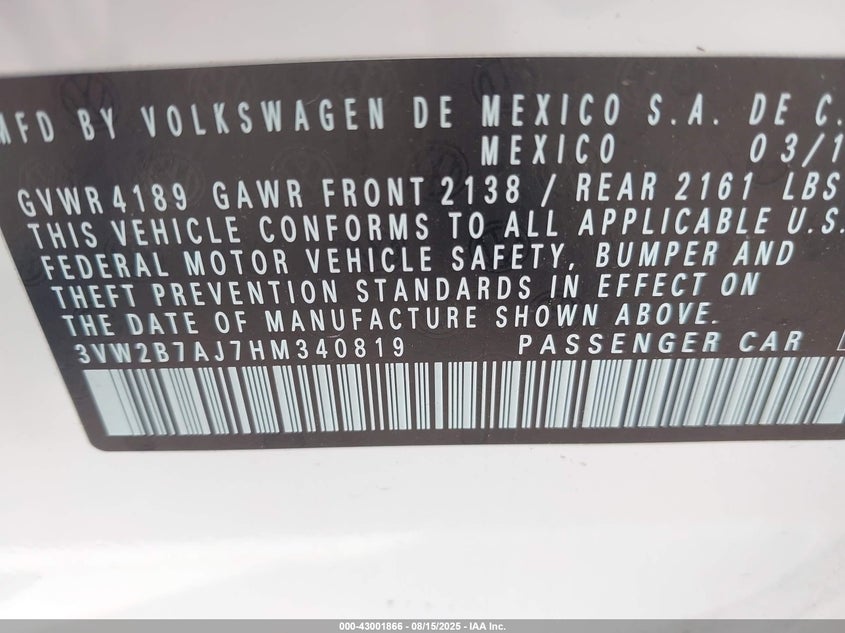 MFD BY VOLKSWAGEN DE MEXICO S.A. DE C.
MEXICO 03/1
GVWR 4189 GAWR FRONT 2138 / REAR 2161 LBS
THIS VEHICLE CONFORMS TO ALL APPLICABLE U.S.
FEDERAL MOTOR VEHICLE SAFETY, BUMPER AND
THEFT PREVENTION STANDARDS IN EFFECT ON
THE DATE OF MANUFACTURE SHOWN ABOVE.
3VW2B7AJ7HM340819 PASSENGER CAR
000-43001866 - 08/15/2025 - IAA Inc.